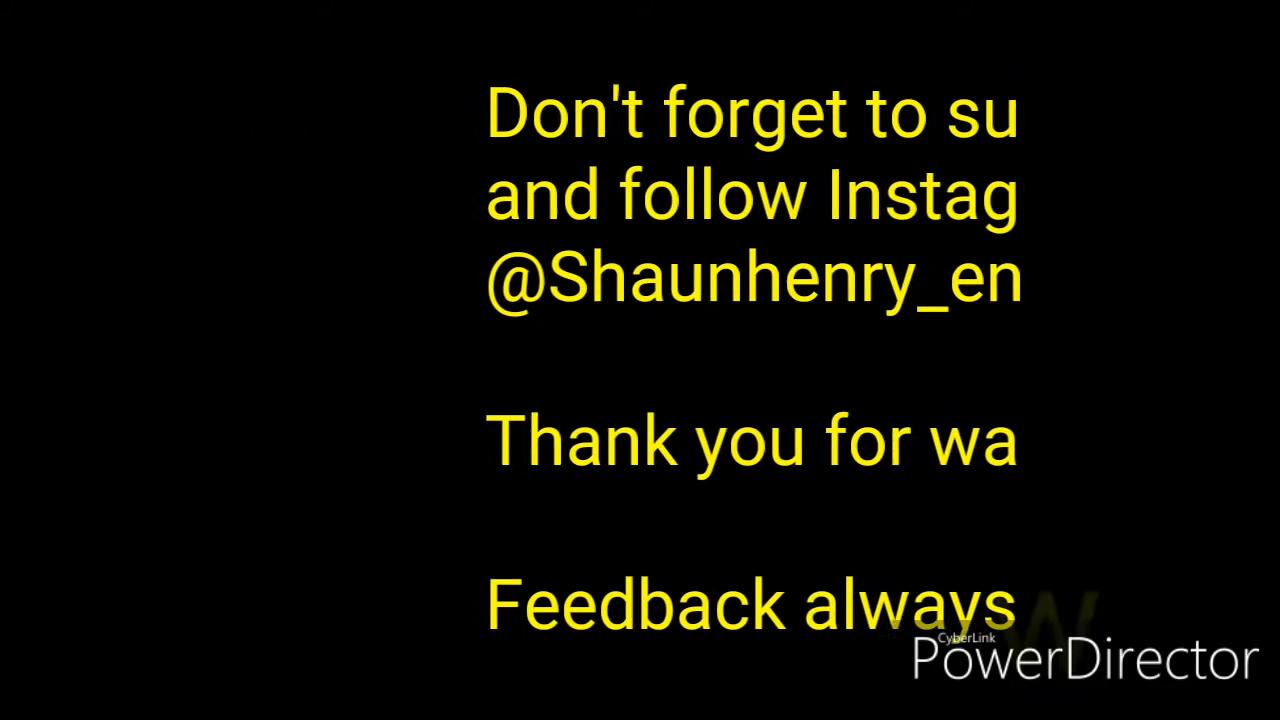 Don't forget to su
and follow Instag
@Shaunhenry_en
Thank you for wa
Feedback always
CyberLink
PowerDirector